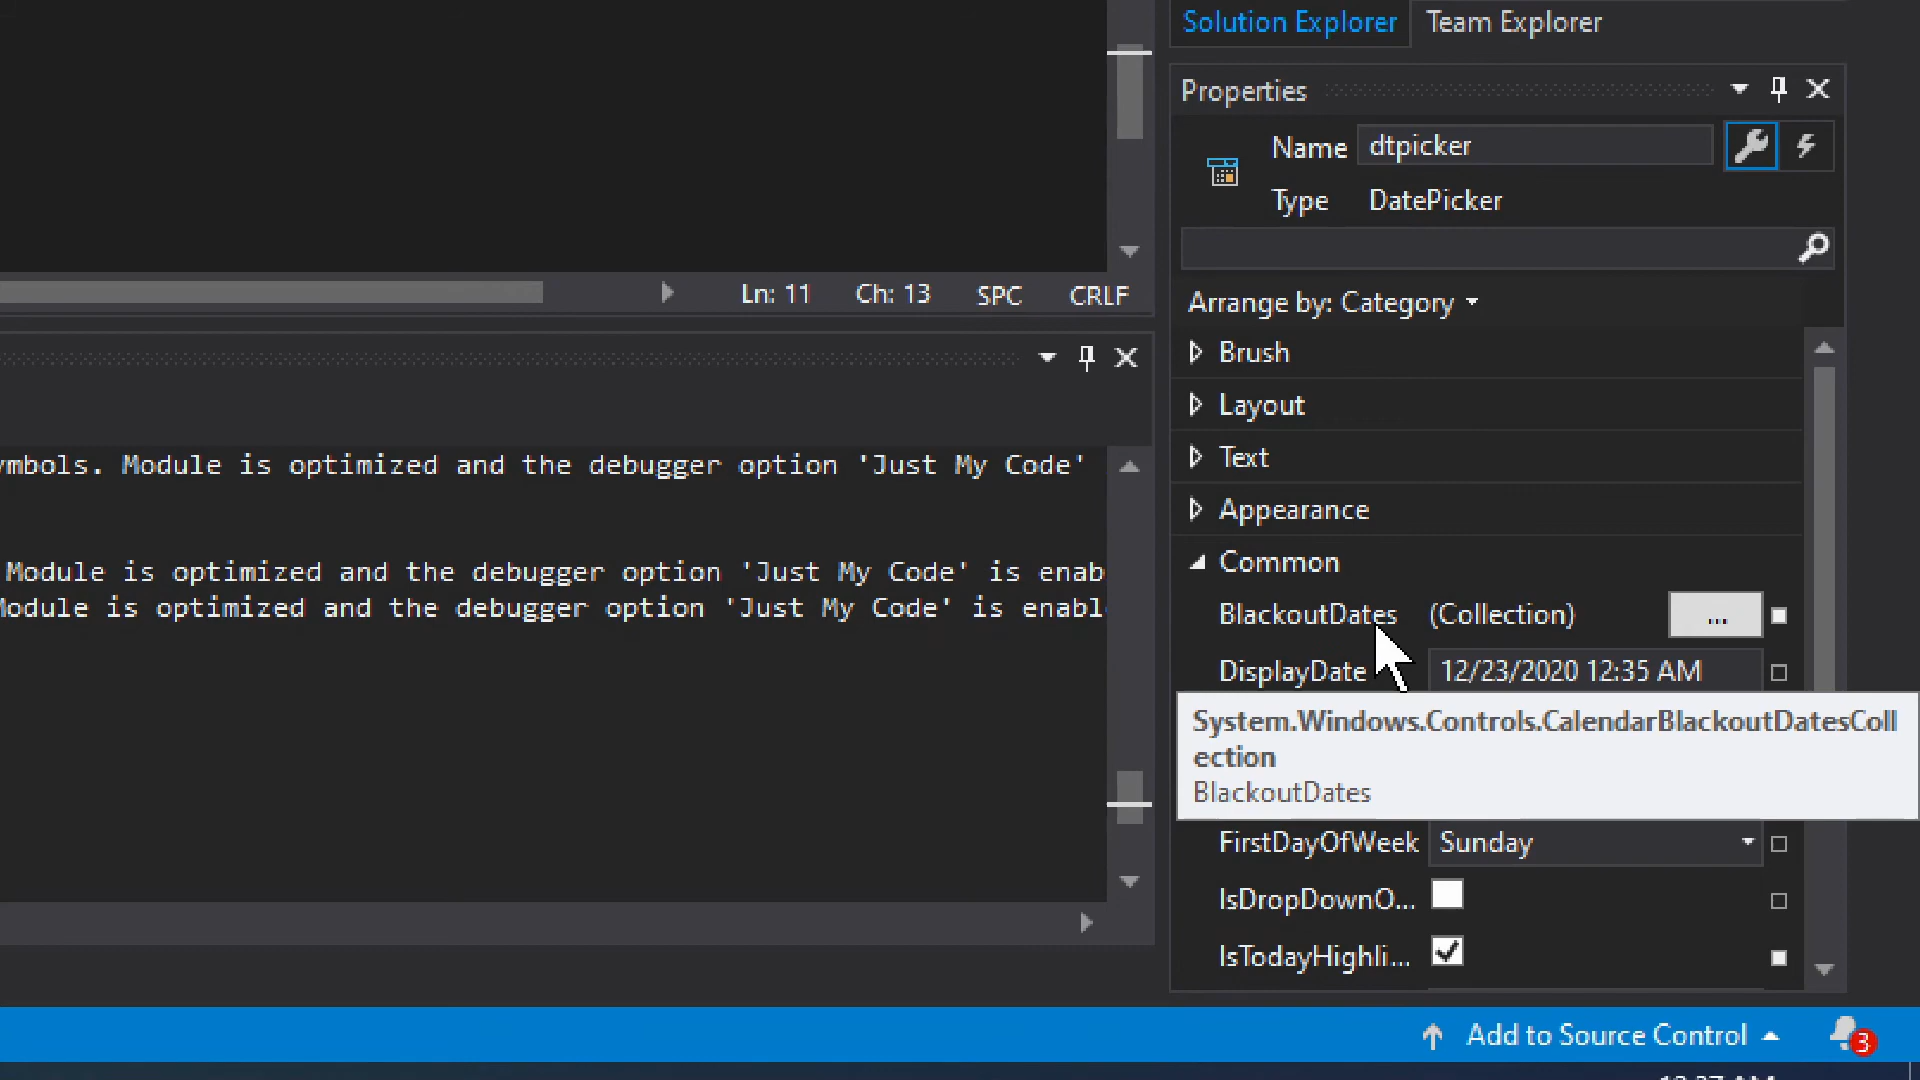 Solution Explorer Team Explorer
Properties
Name dtpicker
Type DatePicker
Ln: 11 Ch: 13 SPC CRLF
Arrange by: Category
Brush
Layout
Text
Appearance
Common
BlackoutDates (Collection) ...
DisplayDate 12/23/2020 12:35 AM
System.Windows.Controls.CalendarBlackoutDatesColl
ection
BlackoutDates
FirstDayOfWeek Sunday
IsDropDownO...
IsTodayHighli...
ymbols. Module is optimized and the debugger option 'Just My Code'
Module is optimized and the debugger option 'Just My Code' is enab
Module is optimized and the debugger option 'Just My Code' is enabl
Add to Source Control 3